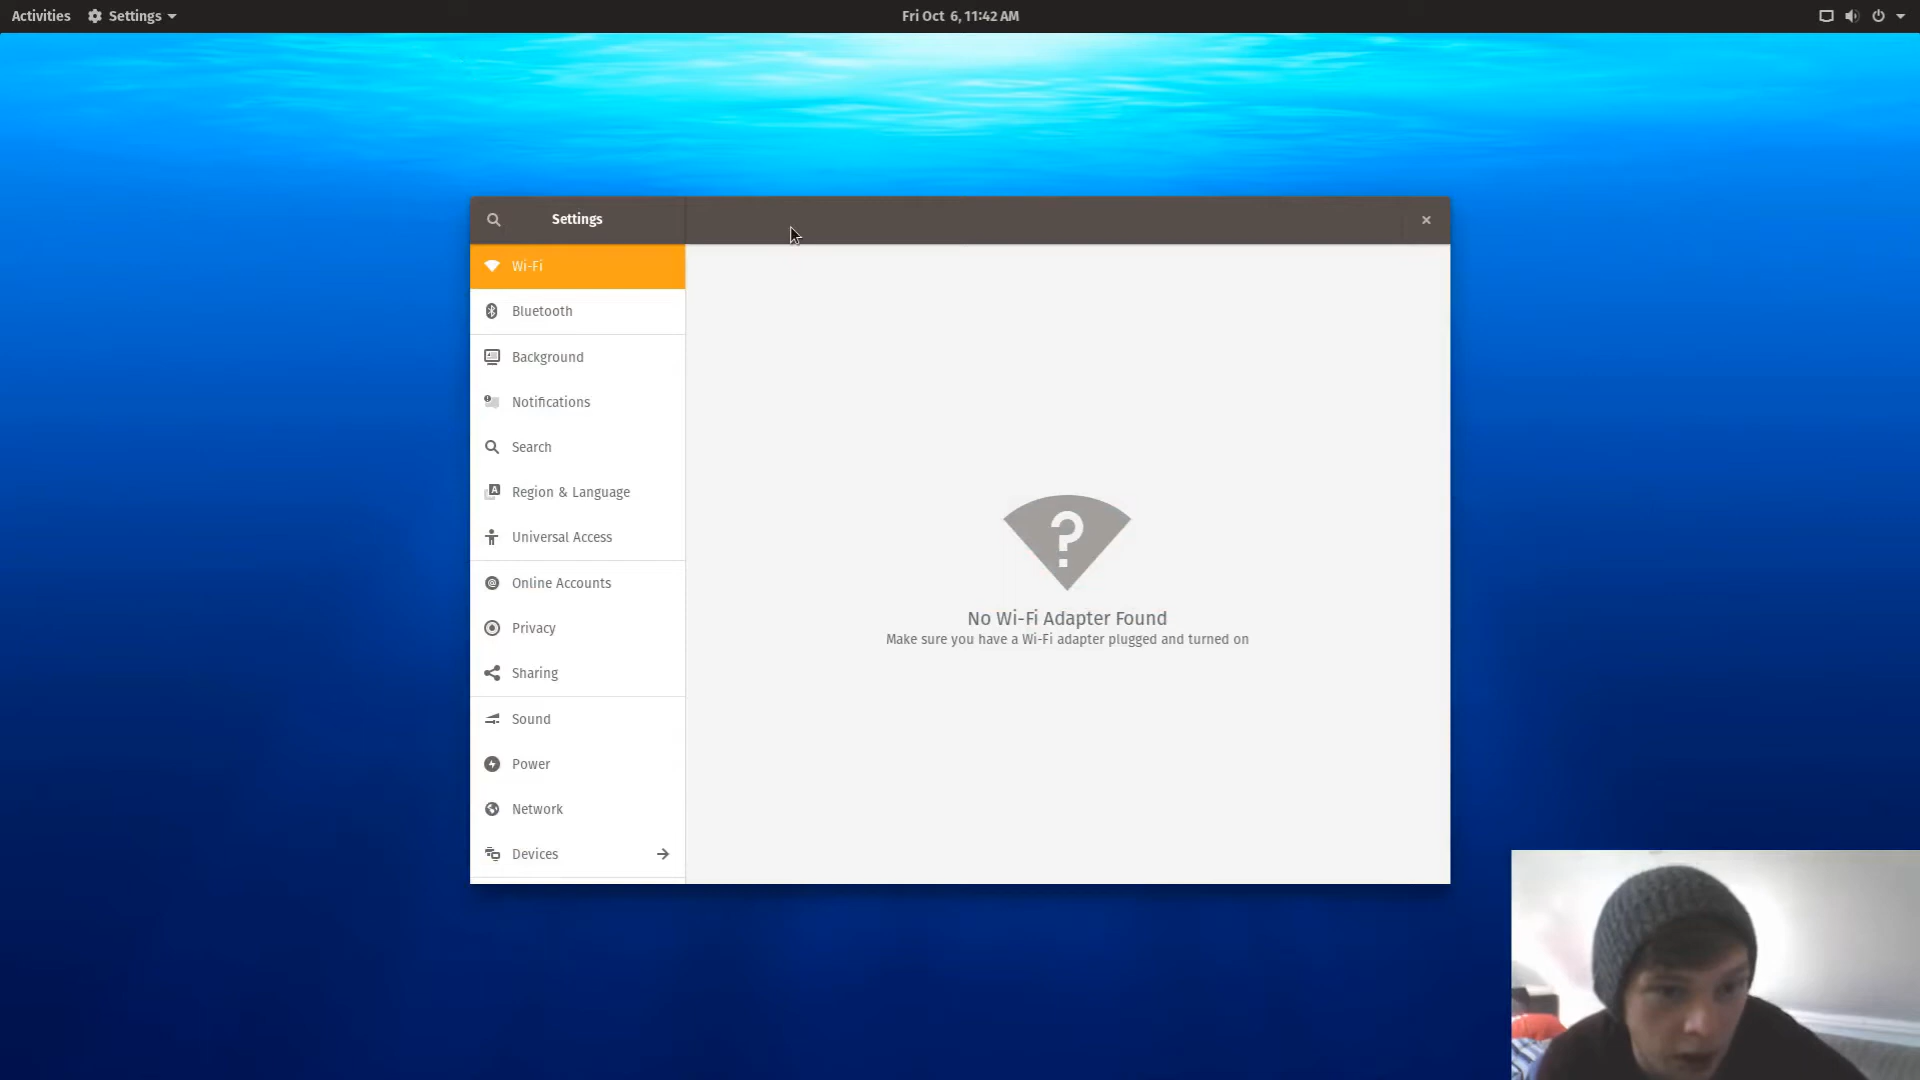 Activities
Settings
Fri Oct 6, 11:42 AM
Settings
Wi-Fi
Bluetooth
Background
Notifications
Search
Region & Language
Universal Access
Online Accounts
Privacy
Sharing
Sound
Power
Network
Devices
No Wi-Fi Adapter Found
Make sure you have a Wi-Fi adapter plugged and turned on